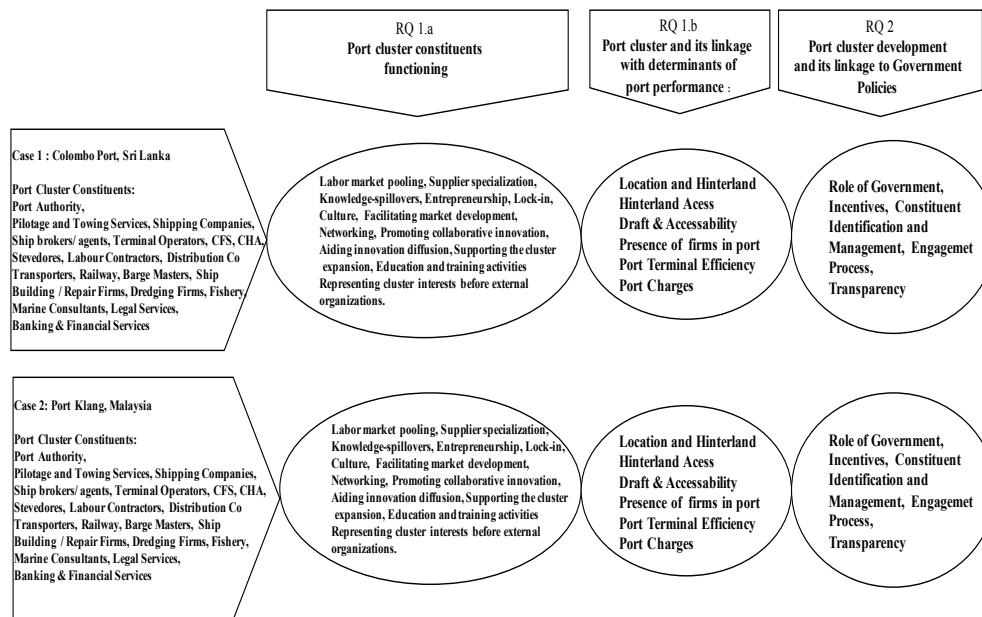 RQ 1.a
Port cluster constituents
functioning
RQ 1.b
Port cluster and its linkage
with determinants of
port performance :
RQ 2
Port cluster development
and its linkage to Government
Policies
Case 1 : Colombo Port, Sri Lanka
Port Cluster Constituents:
Port Authority,
Pilotage and Towing Services, Shipping Companies,
Ship brokers/ agents, Terminal Operators, CFS, CHA,
Stevedores, Labour Contractors, Distribution Co
Transporters, Railway, Barge Masters, Ship
Building / Repair Firms, Dredging Firms, Fishery,
Marine Consultants, Legal Services,
Banking & Financial Services
Labor market pooling, Supplier specialization,
Knowledge-spillovers, Entrepreneurship, Lock-in,
Culture, Facilitating market development,
Networking, Promoting collaborative innovation,
Aiding innovation diffusion, Supporting the cluster
expansion, Education and training activities
Representing cluster interests before external
organizations.
Location and Hinterland
Hinterland Acess
Draft & Accessability
Presence of firms in port
Port Terminal Efficiency
Port Charges
Role of Government,
Incentives, Constituent
Identification and
Management, Engagemet
Process,
Transparency
Case 2: Port Klang, Malaysia
Port Cluster Constituents:
Port Authority,
Pilotage and Towing Services, Shipping Companies,
Ship brokers/ agents, Terminal Operators, CFS, CHA,
Stevedores, Labour Contractors, Distribution Co
Transporters, Railway, Barge Masters, Ship
Building / Repair Firms, Dredging Firms, Fishery,
Marine Consultants, Legal Services,
Banking & Financial Services
Labor market pooling, Supplier specialization,
Knowledge-spillovers, Entrepreneurship, Lock-in,
Culture, Facilitating market development,
Networking, Promoting collaborative innovation,
Aiding innovation diffusion, Supporting the cluster
expansion, Education and training activities
Representing cluster interests before external
organizations.
Location and Hinterland
Hinterland Acess
Draft & Accessability
Presence of firms in port
Port Terminal Efficiency
Port Charges
Role of Government,
Incentives, Constituent
Identification and
Management, Engagemet
Process,
Transparency